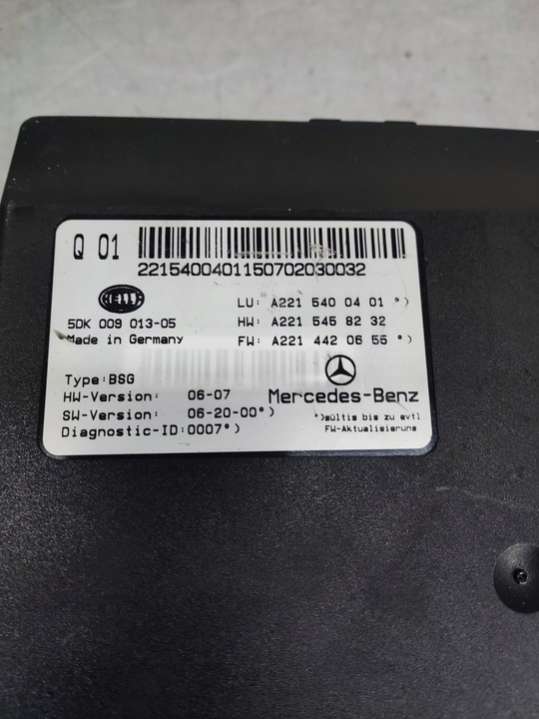 Q 01
22154004011507020​30032
HELLA
LU: A221 540 04 01*)
5DK 009 013-05
HW: A221 545 82 32
Made in Germany
FW: A221 442 06 55*)
Type:BSG
HW-Version: 06-07
Mercedes-Benz
SW-Version: 06-20-00*)
*)gültig bis zu evtl
Diagnostic-ID:0007*)
FW-Aktualisierung